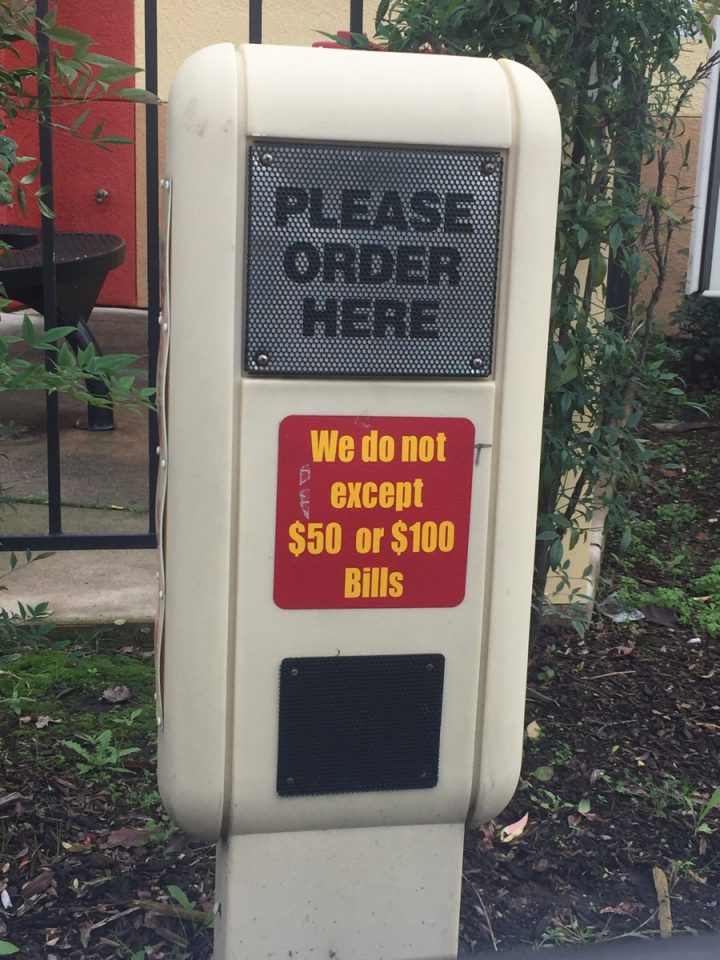 PLEASE
ORDER
HERE
We do not
except
$50 or $100
Bills